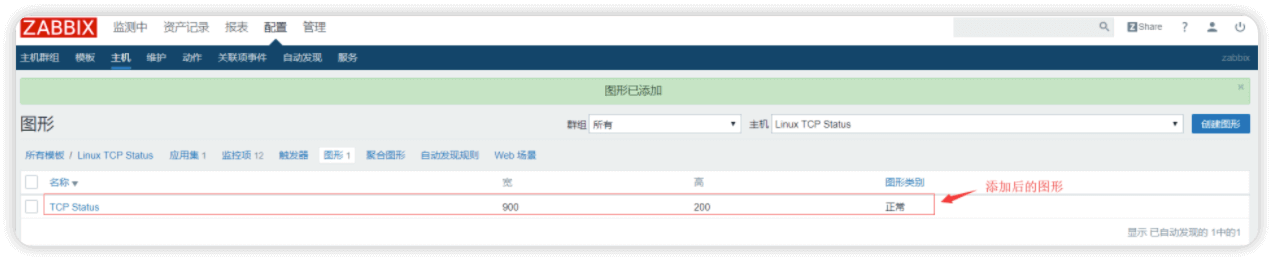 ZABBIX 监测中 资产记录 报表 配置 管理 Z Share ?
主机群组 模板 主机 维护 动作 关联项事件 自动发现 服务 zabbix
图形已添加 ×
图形 群组 所有 主机 Linux TCP Status 创建图形
所有模板 / Linux TCP Status 应用集 1 监控项 12 触发器 图形 1 聚合图形 自动发现规则 Web 场景
名称 宽 高 图形类别
添加后的图形
TCP Status 900 200 正常
显示 已自动发现的 1中的1